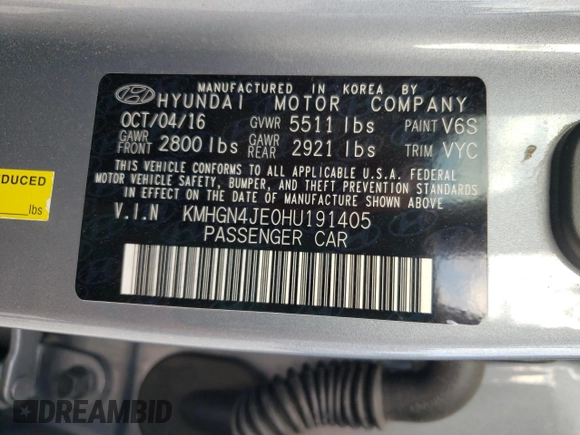 MANUFACTURED IN KOREA BY
HYUNDAI MOTOR COMPANY
OCT/04/16 GVWR 5511 lbs PAINT V6S
GAWR FRONT 2800 lbs GAWR REAR 2921 lbs TRIM VYC
THIS VEHICLE CONFORMS TO ALL APPLICABLE U.S.A. FEDERAL
MOTOR VEHICLE SAFETY, BUMPER, AND THEFT PREVENTION STANDARDS
IN EFFECT ON THE DATE OF MANUFACTURE SHOWN ABOVE.
V.I.N KMHGN4JE0HU191405
PASSENGER CAR
DUCED
lbs
DREAMBID